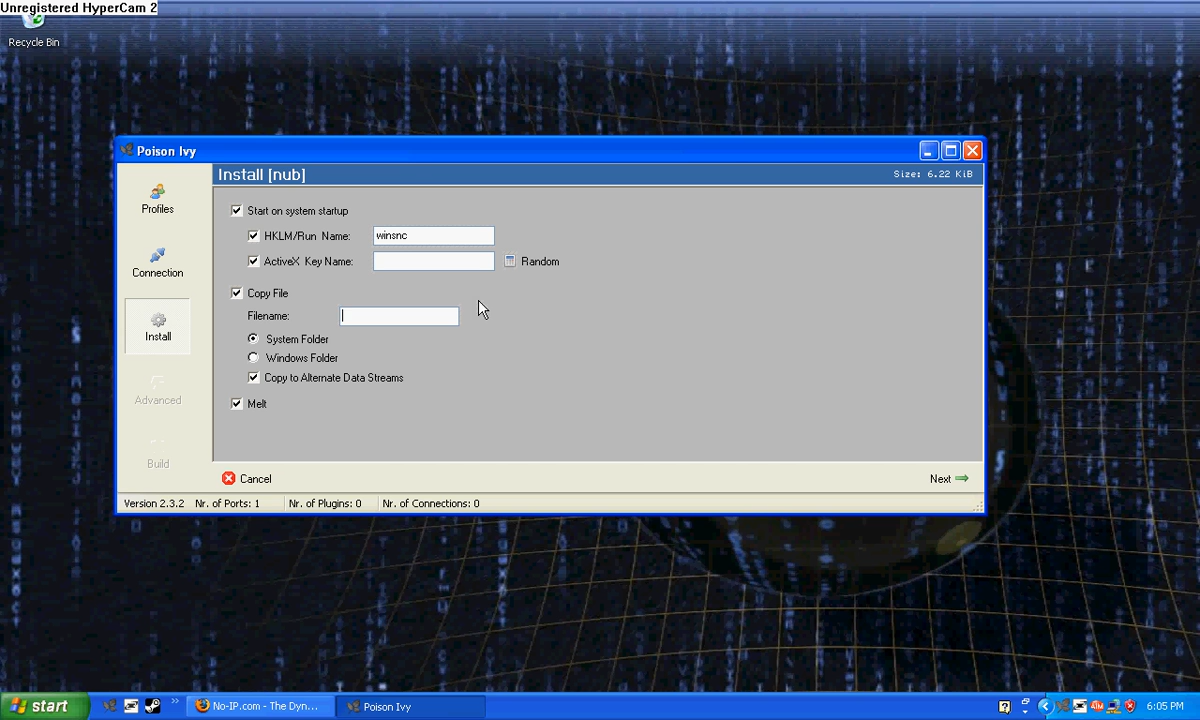 Unregistered HyperCam 2
Recycle Bin
Poison Ivy
Install [nub]
Size: 6.22 KiB
Profiles
Connection
Install
Advanced
Build
Start on system startup
HKLM/Run Name: winsnc
ActiveX Key Name: Random
Copy File
Filename:
System Folder
Windows Folder
Copy to Alternate Data Streams
Melt
Cancel
Next
Version 2.3.2 Nr. of Ports: 1 Nr. of Plugins: 0 Nr. of Connections: 0
start No-IP.com - The Dyn... Poison Ivy 6:05 PM